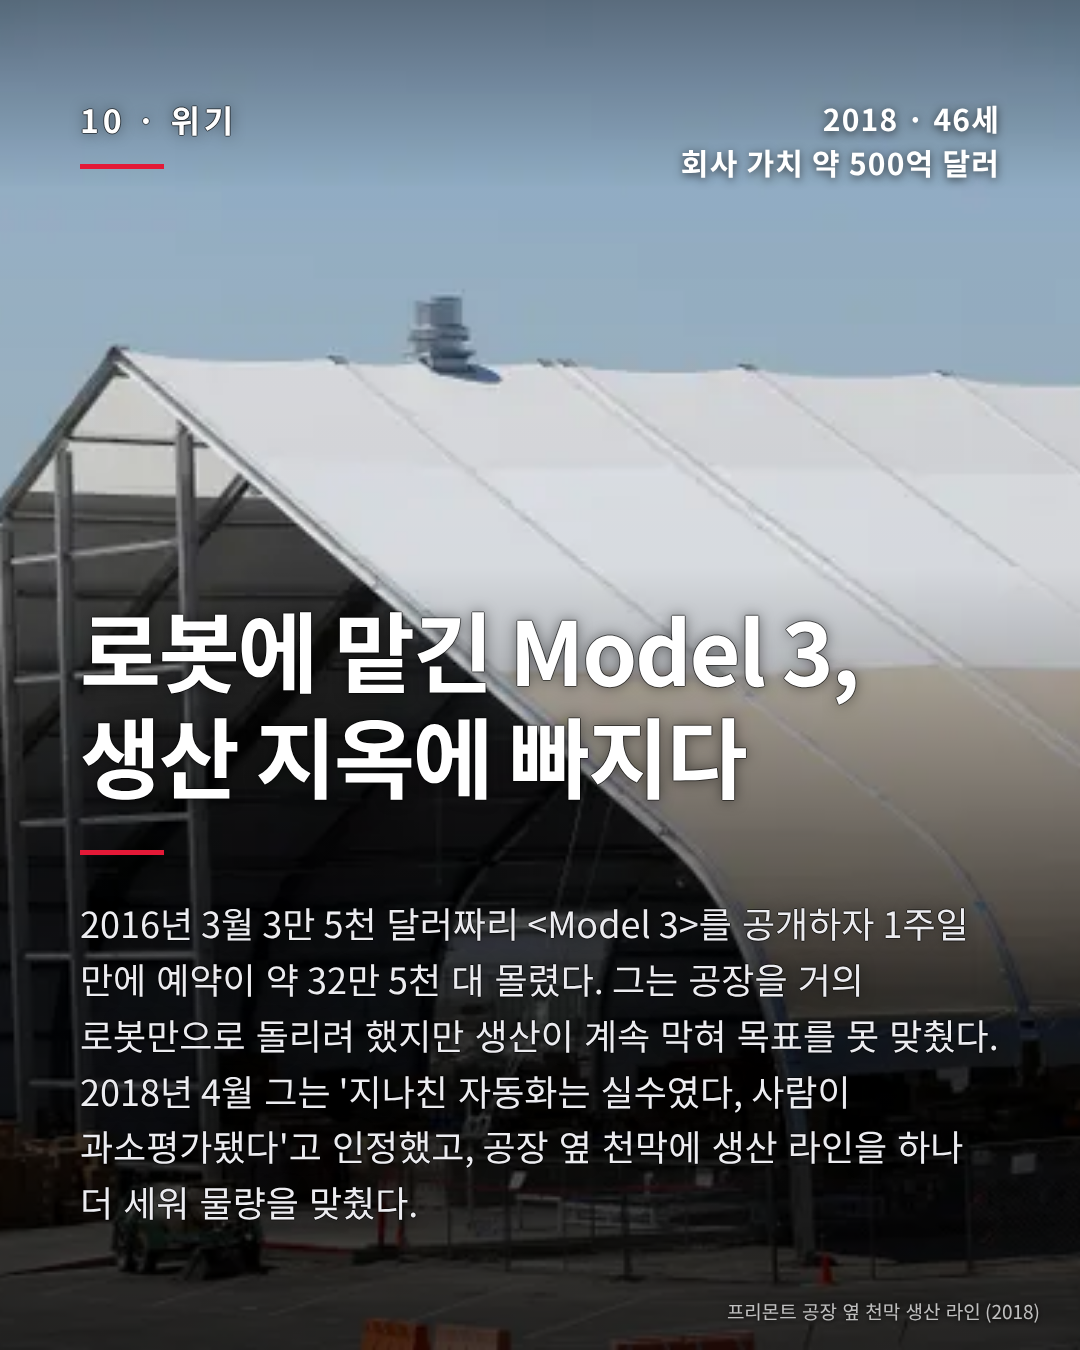 10 · 위기
2018 · 46세
회사 가치 약 500억 달러
로봇에 맡긴 Model 3,
생산 지옥에 빠지다
2016년 3월 3만 5천 달러짜리 <Model 3>를 공개하자 1주일
만에 예약이 약 32만 5천 대 몰렸다. 그는 공장을 거의
로봇만으로 돌리려 했지만 생산이 계속 막혀 목표를 못 맞췄다.
2018년 4월 그는 '지나친 자동화는 실수였다, 사람이
과소평가됐다'고 인정했고, 공장 옆 천막에 생산 라인을 하나
더 세워 물량을 맞췄다.
프리몬트 공장 옆 천막 생산 라인 (2018)